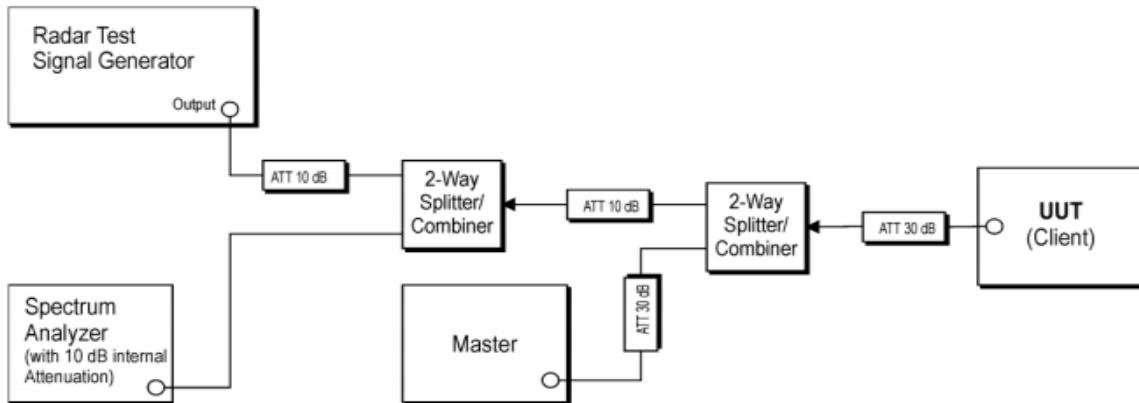 Radar Test
Signal Generator
Output
ATT 10 dB
2-Way
Splitter/
Combiner
ATT 10 dB
2-Way
Splitter/
Combiner
ATT 30 dB
UUT
(Client)
Spectrum
Analyzer
(with 10 dB internal
Attenuation)
Master
ATT 30 dB